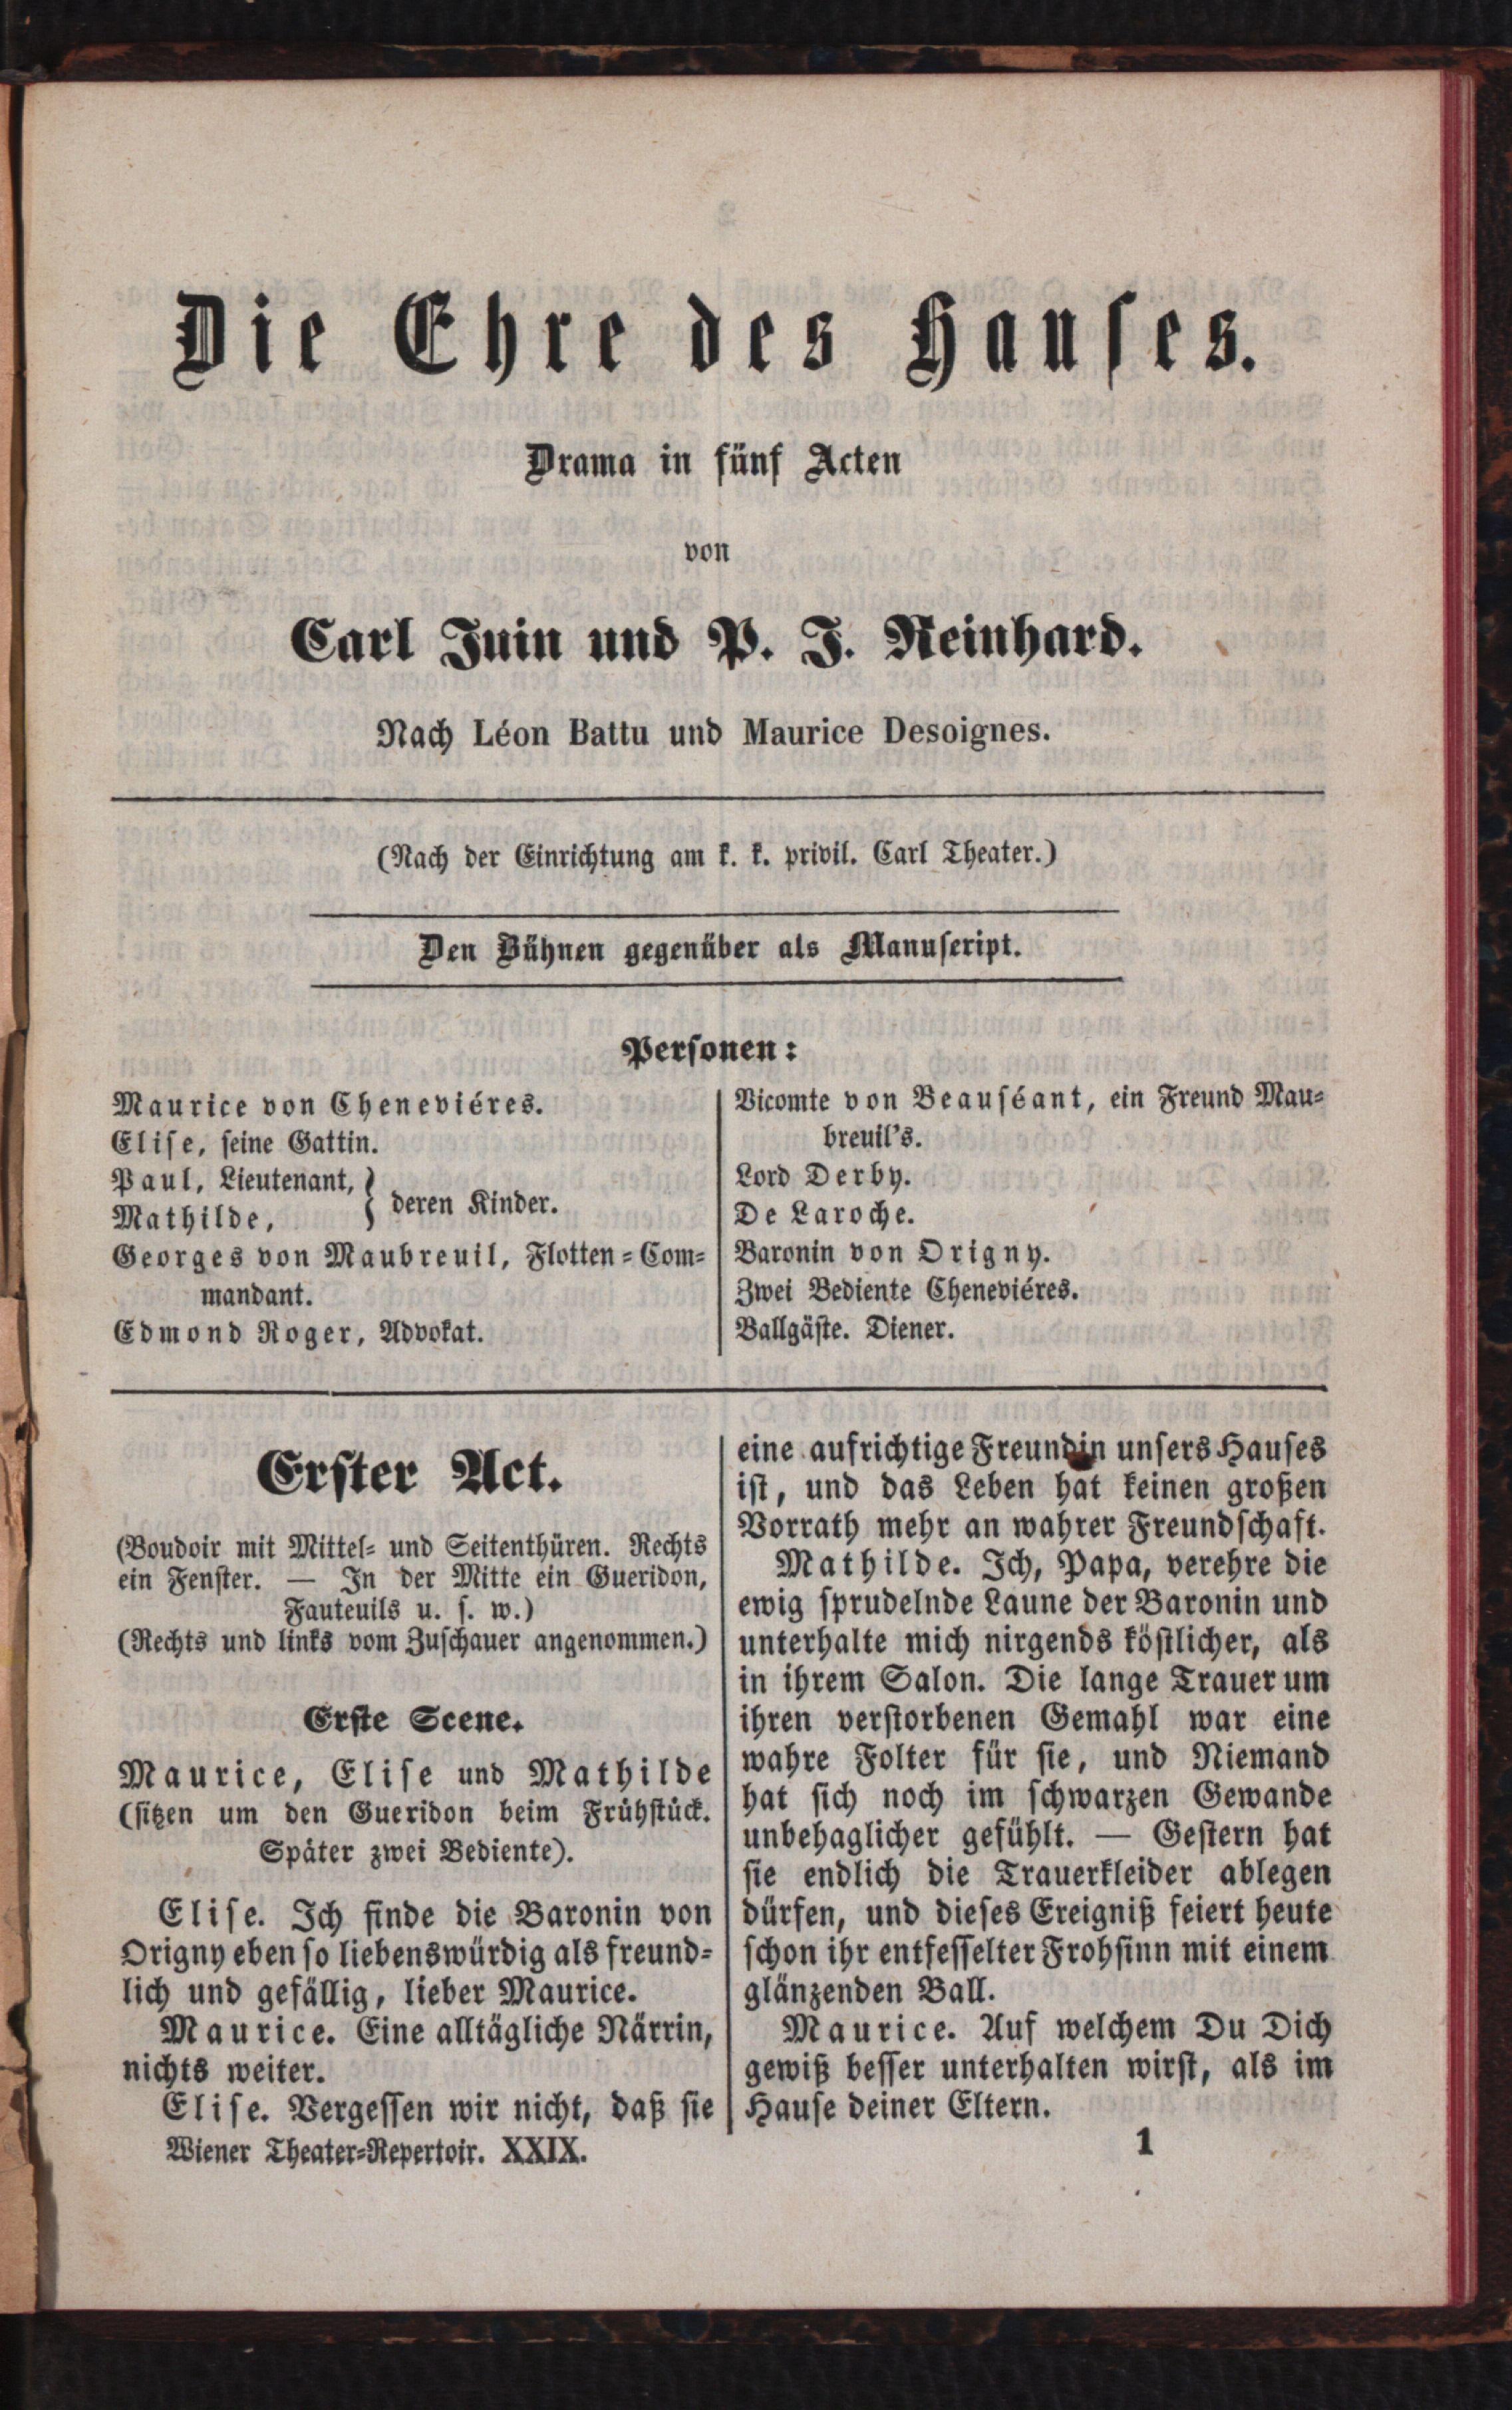 Die Ehre des Hauses.
Drama in fünf Acten
von
Carl Juin und P. J. Reinhard.
Nach Léon Battu und Maurice Desoignes.
(Nach der Einrichtung am k. k. privil. Carl Theater.)
Den Bühnen gegenüber als Manuscript.
Personen:
Maurice von Cheneviéres.
Elise, seine Gattin.
Paul, Lieutenant,
Mathilde,
} deren Kinder.
Georges von Maubreuil, Flotten-Com-
mandant.
Edmond Roger, Advokat.
Vicomte von Beauséant, ein Freund Mau-
breuil's.
Lord Derby.
De Laroche.
Baronin von Origny.
Zwei Bediente Cheneviéres.
Ballgäste. Diener.
Erster Act.
(Boudoir mit Mittel- und Seitenthüren. Rechts
ein Fenster. — In der Mitte ein Gueridon,
Fauteuils u. s. w.)
(Rechts und links vom Zuschauer angenommen.)
Erste Scene.
Maurice, Elise und Mathilde
(sitzen um den Gueridon beim Frühstück.
Später zwei Bediente).
Elise. Ich finde die Baronin von
Origny eben so liebenswürdig als freund-
lich und gefällig, lieber Maurice.
Maurice. Eine alltägliche Närrin,
nichts weiter.
Elise. Vergessen wir nicht, daß sie
eine aufrichtige Freundin unsers Hauses
ist, und das Leben hat keinen großen
Vorrath mehr an wahrer Freundschaft.
Mathilde. Ich, Papa, verehre die
ewig sprudelnde Laune der Baronin und
unterhalte mich nirgends köstlicher, als
in ihrem Salon. Die lange Trauer um
ihren verstorbenen Gemahl war eine
wahre Folter für sie, und Niemand
hat sich noch im schwarzen Gewande
unbehaglicher gefühlt. — Gestern hat
sie endlich die Trauerkleider ablegen
dürfen, und dieses Ereigniß feiert heute
schon ihr entfesselter Frohsinn mit einem
glänzenden Ball.
Maurice. Auf welchem Du Dich
gewiß besser unterhalten wirst, als im
Hause deiner Eltern.
Wiener Theater-Repertoir. XXIX.
1